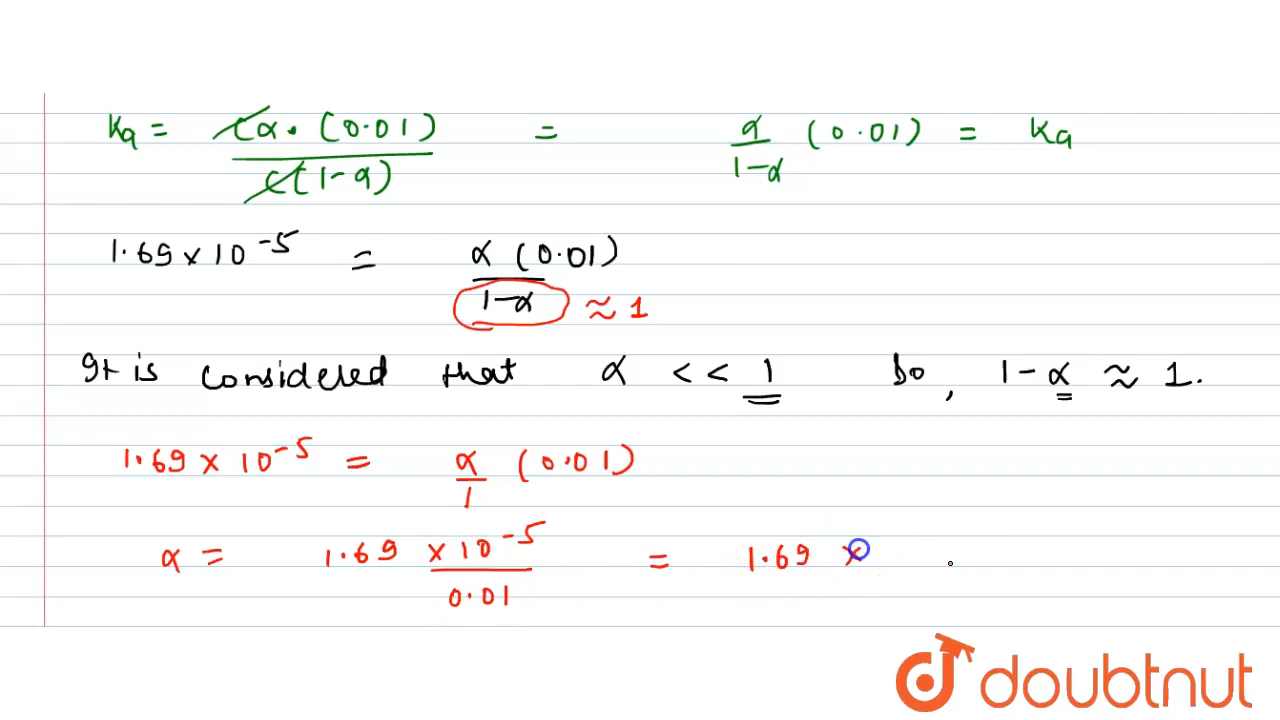 Ka = Cα . (0.01) / C(1-α) = α / 1-α (0.01) = Ka
1.69 x 10⁻⁵ = α (0.01) / 1-α ≈ 1
It is considered that α << 1 So, 1-α ≈ 1.
1.69 x 10⁻⁵ = α / 1 (0.01)
α = 1.69 x 10⁻⁵ / 0.01 = 1.69 x
doubtnut